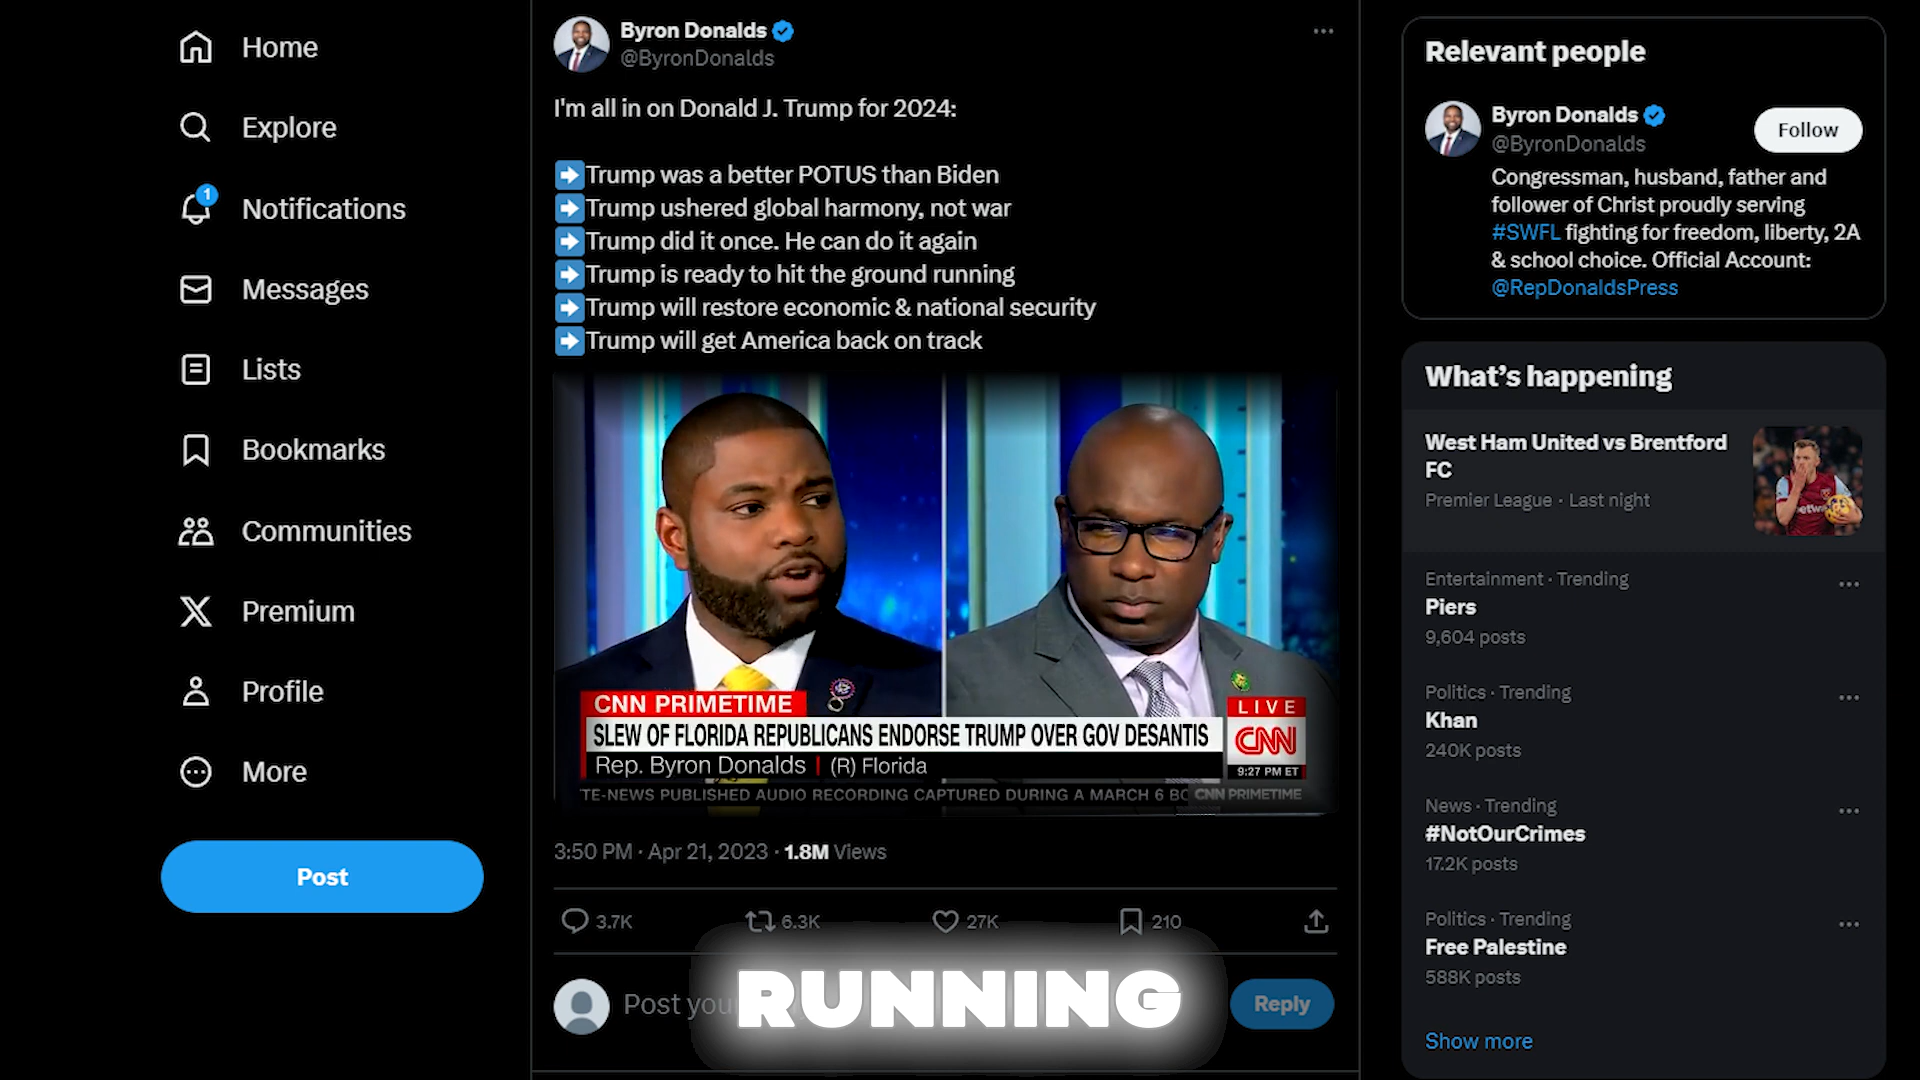 Home
Explore
1
Notifications
Messages
Lists
Bookmarks
Communities
Premium
Profile
More
Post
Byron Donalds
@ByronDonalds
I'm all in on Donald J. Trump for 2024:
Trump was a better POTUS than Biden
Trump ushered global harmony, not war
Trump did it once. He can do it again
Trump is ready to hit the ground running
Trump will restore economic & national security
Trump will get America back on track
CNN PRIMETIME
SLEW OF FLORIDA REPUBLICANS ENDORSE TRUMP OVER GOV DESANTIS
Rep. Byron Donalds | (R) Florida
LIVE
CNN
9:27 PM ET
TE-NEWS PUBLISHED AUDIO RECORDING CAPTURED DURING A MARCH 6 BC
CNN PRIMETIME
3:50 PM · Apr 21, 2023 · 1.8M Views
3.7K 6.3K 27K 210
Post
RUNNING
Reply
Relevant people
Byron Donalds
@ByronDonalds
Follow
Congressman, husband, father and
follower of Christ proudly serving
#SWFL fighting for freedom, liberty, 2A
& school choice. Official Account:
@RepDonaldsPress
What's happening
West Ham United vs Brentford
FC
Premier League · Last night
Entertainment · Trending
Piers
9,604 posts
Politics · Trending
Khan
240K posts
News · Trending
#NotOurCrimes
17.2K posts
Politics · Trending
Free Palestine
588K posts
Show more